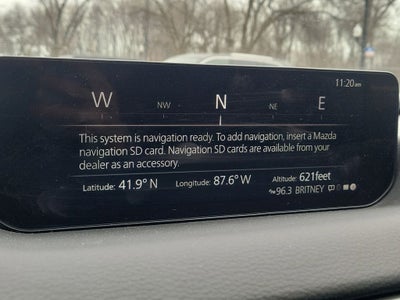 11:20am
W NW N NE E
This system is navigation ready. To add navigation, insert a Mazda
navigation SD card. Navigation SD cards are available from your
dealer as an accessory.
Latitude: 41.9° N Longitude: 87.6° W Altitude: 621feet
96.3 BRITNEY